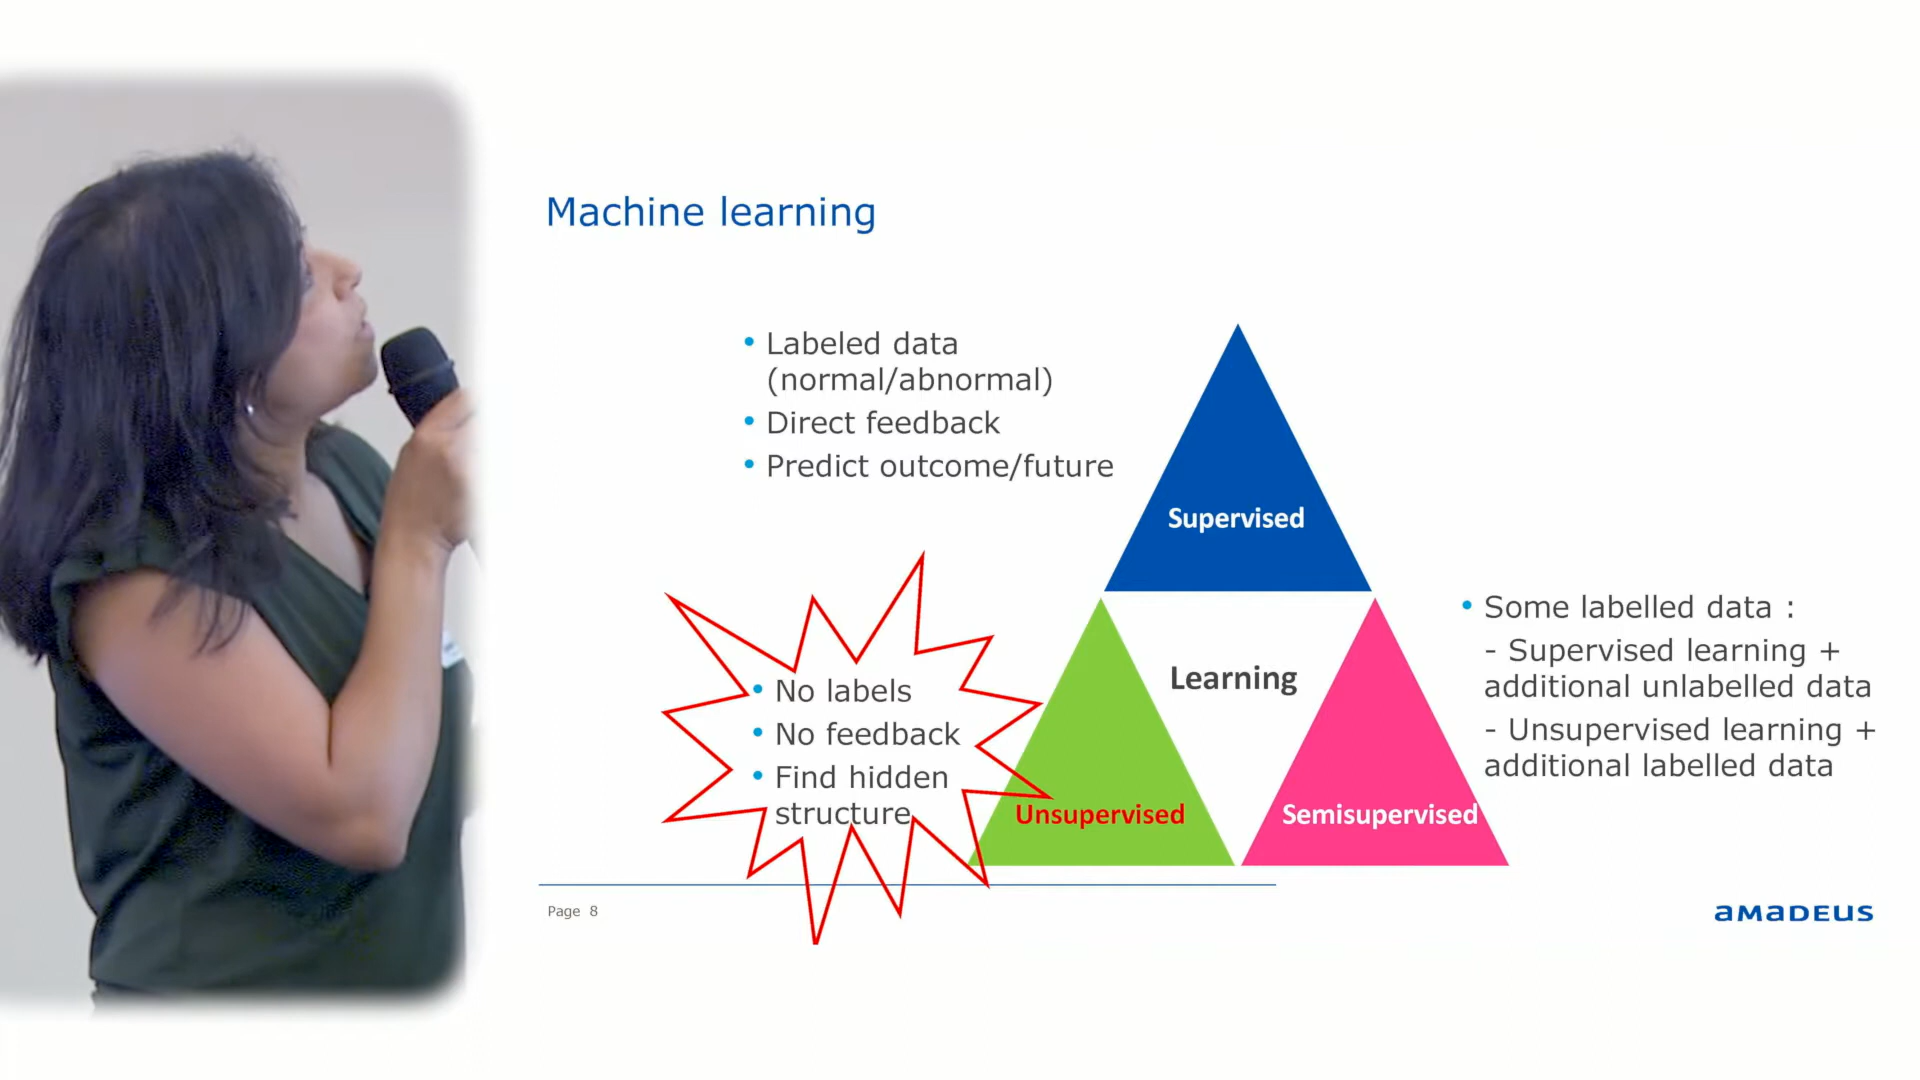 Machine learning
• Labeled data
(normal/abnormal)
• Direct feedback
• Predict outcome/future
Supervised
• No labels
• No feedback
• Find hidden
structure
Unsupervised
Learning
Semisupervised
• Some labelled data :
- Supervised learning +
additional unlabelled data
- Unsupervised learning +
additional labelled data
Page 8
amadeus